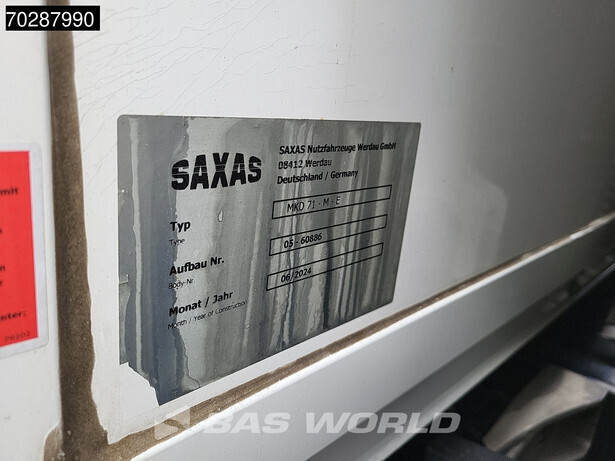 70287990
SAXAS
SAXAS Nutzfahrzeuge Werdau GmbH
08412 Werdau
Deutschland / Germany
Typ
Type
MKD 71 - M - E
Aufbau Nr.
Body-Nr
05 - 60886
Monat / Jahr
Month / Year of Construction
06/2024
BAS WORLD